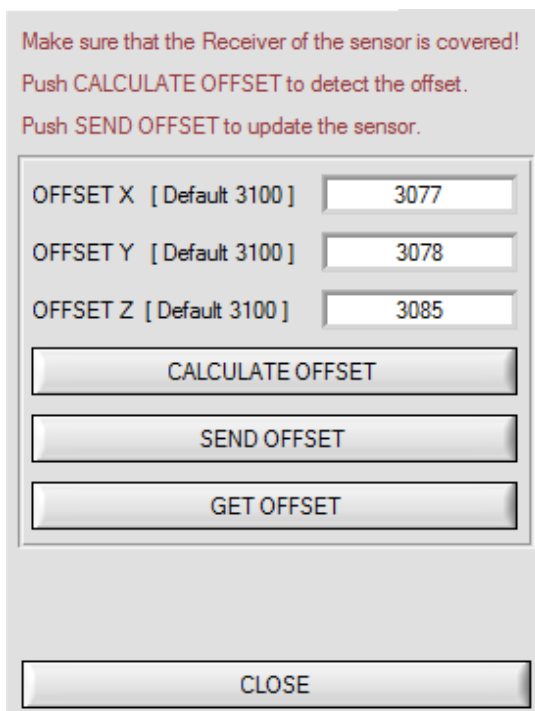 Make sure that the Receiver of the sensor is covered!
Push CALCULATE OFFSET to detect the offset.
Push SEND OFFSET to update the sensor.
OFFSET X [ Default 3100 ] 3077
OFFSET Y [ Default 3100 ] 3078
OFFSET Z [ Default 3100 ] 3085
CALCULATE OFFSET
SEND OFFSET
GET OFFSET
CLOSE